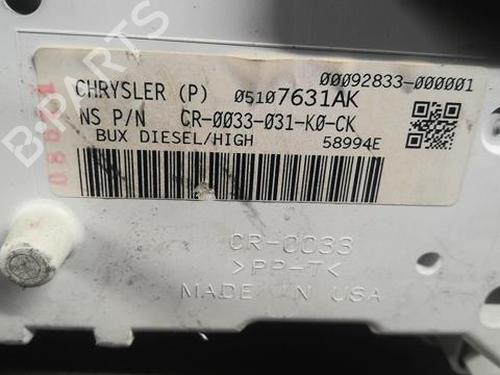 B-PARTS
00092833-000001
CHRYSLER (P) 05107631AK
NS P/N CR-0033-031-K0-CK
BUX DIESEL/HIGH 58994E
CR-0033
>PP-T<
MADE IN USA